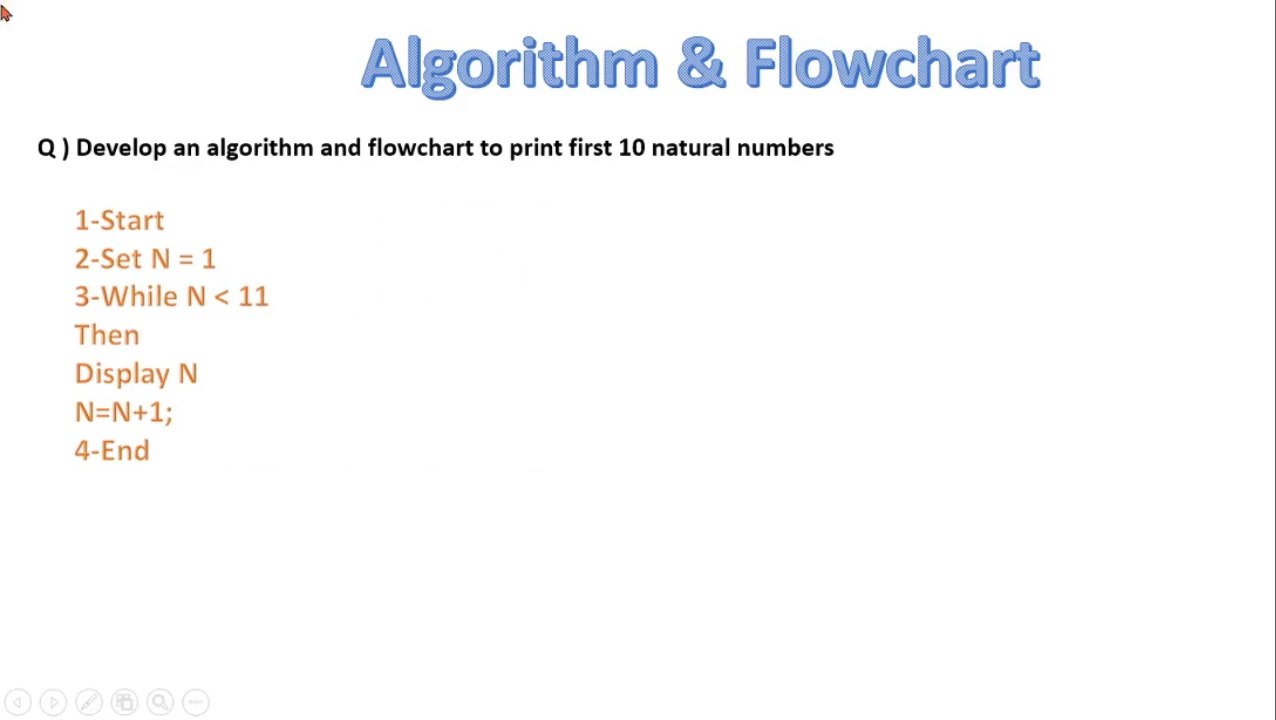 Algorithm & Flowchart
Q ) Develop an algorithm and flowchart to print first 10 natural numbers
1-Start
2-Set N = 1
3-While N < 11
Then
Display N
N=N+1;
4-End